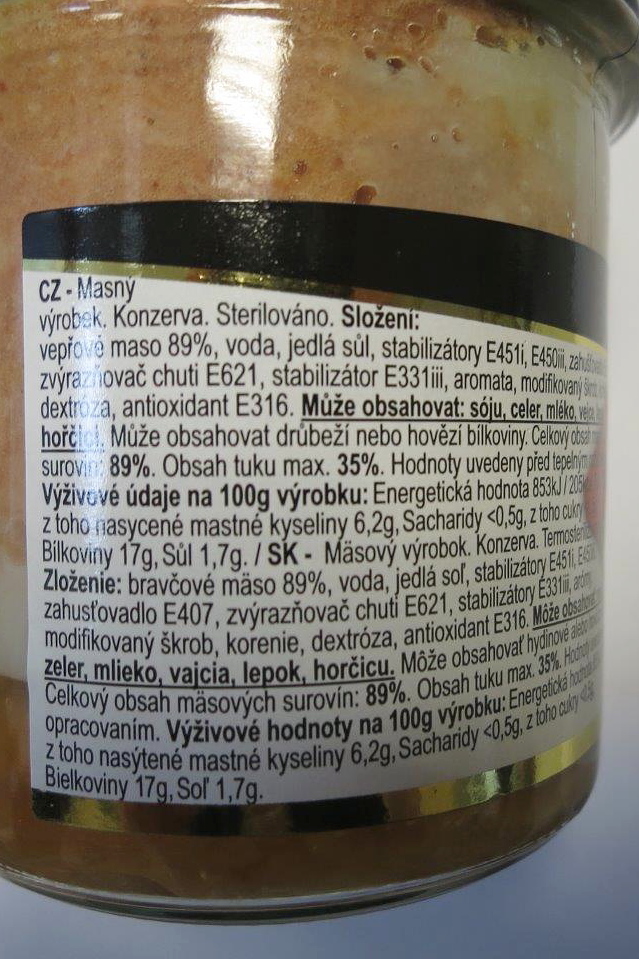 CZ - Masný
výrobek. Konzerva. Sterilováno. Složení:
vepřové maso 89%, voda, jedlá sůl, stabilizátory E451i, E450iii,
zvýrazňovač chuti E621, stabilizátor E331iii, aromata, modifikovaný
dextróza, antioxidant E316. Může obsahovat: sóju, celer, mléko,
hořčici. Může obsahovat drůbeží nebo hovězí bílkoviny. Celkový obsah
surovin: 89%. Obsah tuku max. 35%. Hodnoty uvedeny před
Výživové údaje na 100g výrobku: Energetická hodnota 853kJ /
z toho nasycené mastné kyseliny 6,2g, Sacharidy <0,5g, z toho cukry
Bílkoviny 17g, Sůl 1,7g. / SK - Mäsový výrobok. Konzerva.
Zloženie: bravčové mäso 89%, voda, jedlá soľ, stabilizátory E451i,
zahusťovadlo E407, zvýrazňovač chuti E621, stabilizátory E331iii,
modifikovaný škrob, korenie, dextróza, antioxidant E316. Môže
zeler, mlieko, vajcia, lepok, horčicu. Môže obsahovať hydinové alebo
Celkový obsah mäsových surovín: 89%. Obsah tuku max. 35%. Hodnoty
opracovaním. Výživové hodnoty na 100g výrobku: Energetická
z toho nasýtené mastné kyseliny 6,2g, Sacharidy <0,5g, z toho cukry
Bielkoviny 17g, Soľ 1,7g.